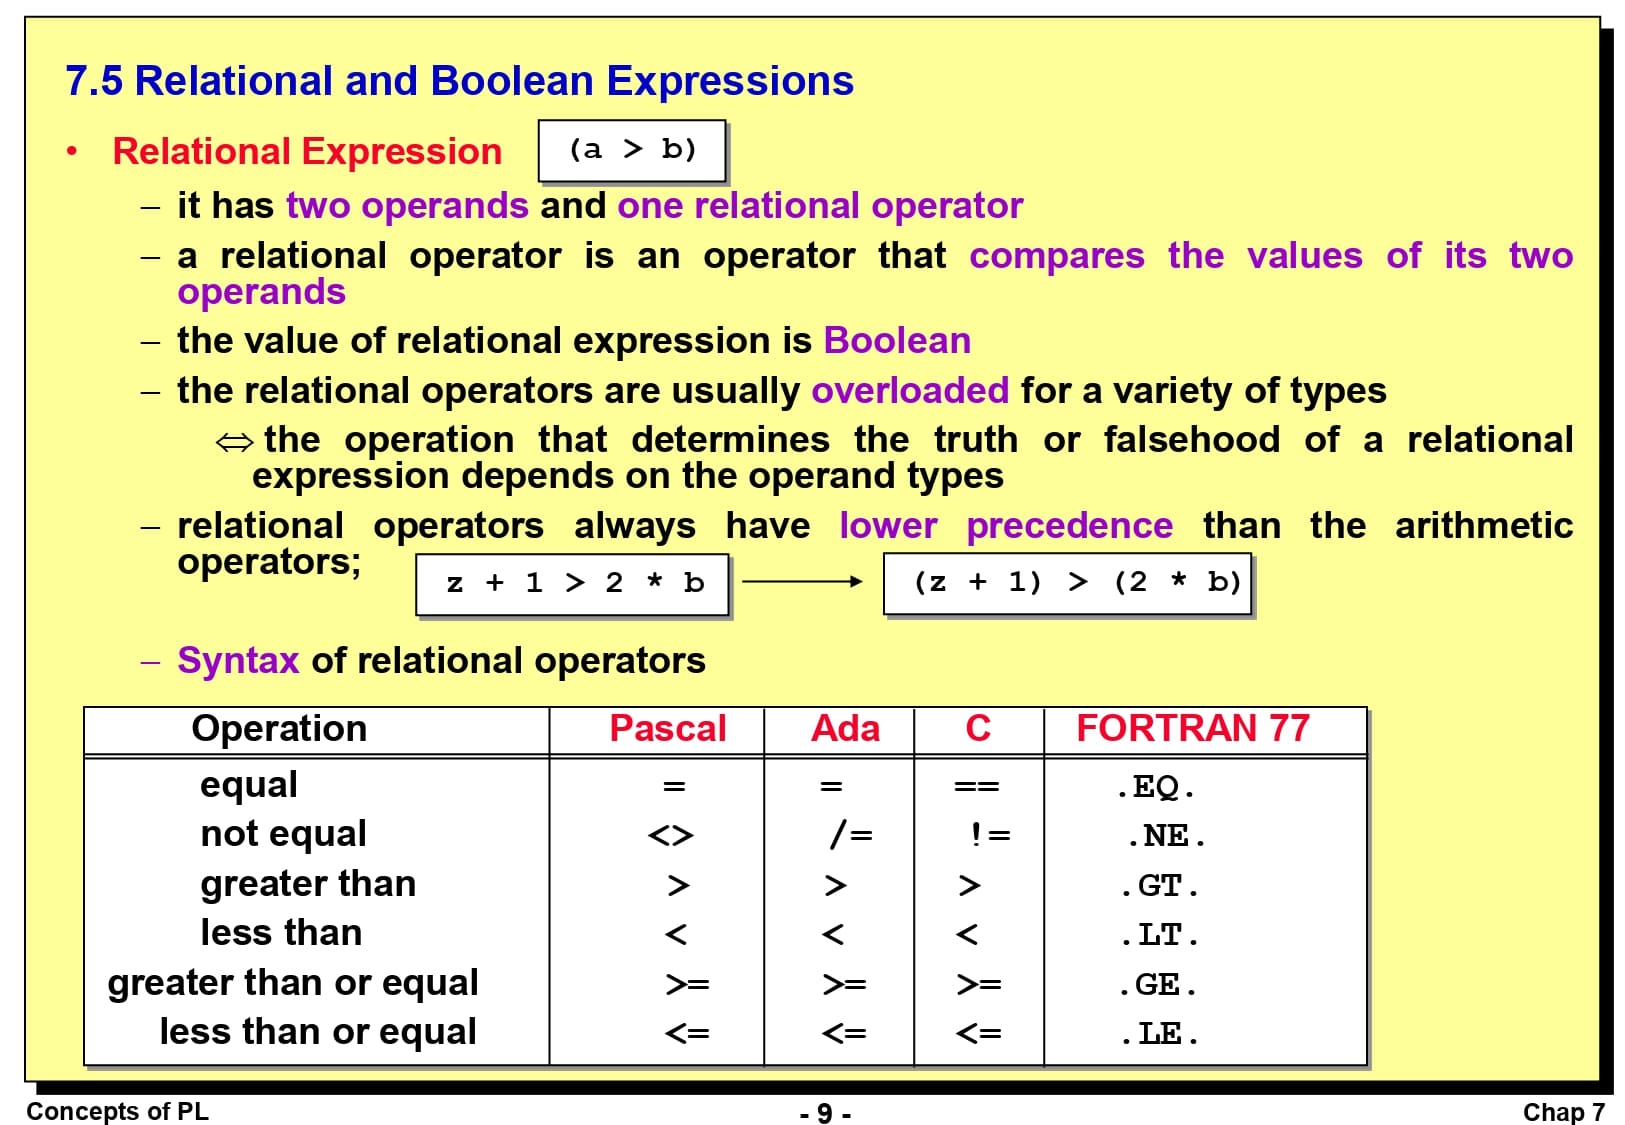 7.5 Relational and Boolean Expressions
• Relational Expression (a > b)
– it has two operands and one relational operator
– a relational operator is an operator that compares the values of its two
operands
– the value of relational expression is Boolean
– the relational operators are usually overloaded for a variety of types
⇔ the operation that determines the truth or falsehood of a relational
expression depends on the operand types
– relational operators always have lower precedence than the arithmetic
operators; z + 1 > 2 * b (z + 1) > (2 * b)
– Syntax of relational operators
Operation Pascal Ada C FORTRAN 77
equal = = == .EQ.
not equal <> /= != .NE.
greater than > > > .GT.
less than < < < .LT.
greater than or equal >= >= >= .GE.
less than or equal <= <= <= .LE.
Concepts of PL - 9 - Chap 7